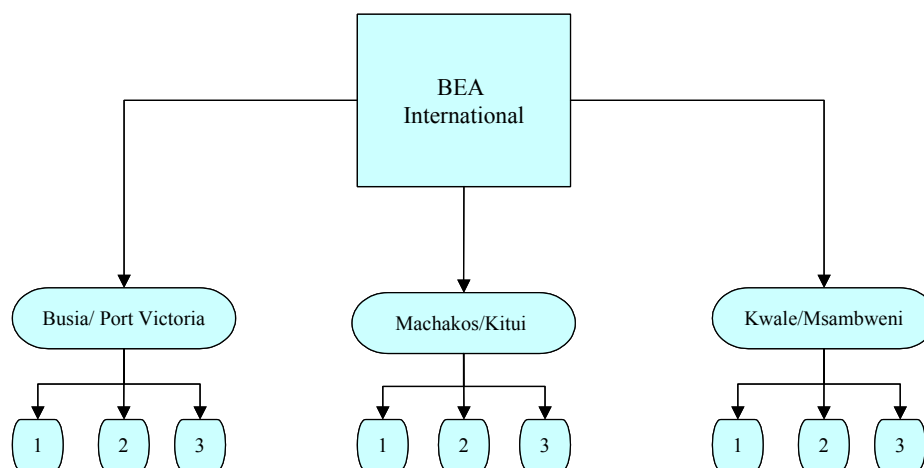 BEA
International
Busia/ Port Victoria
Machakos/Kitui
Kwale/Msambweni
1 2 3
1 2 3
1 2 3